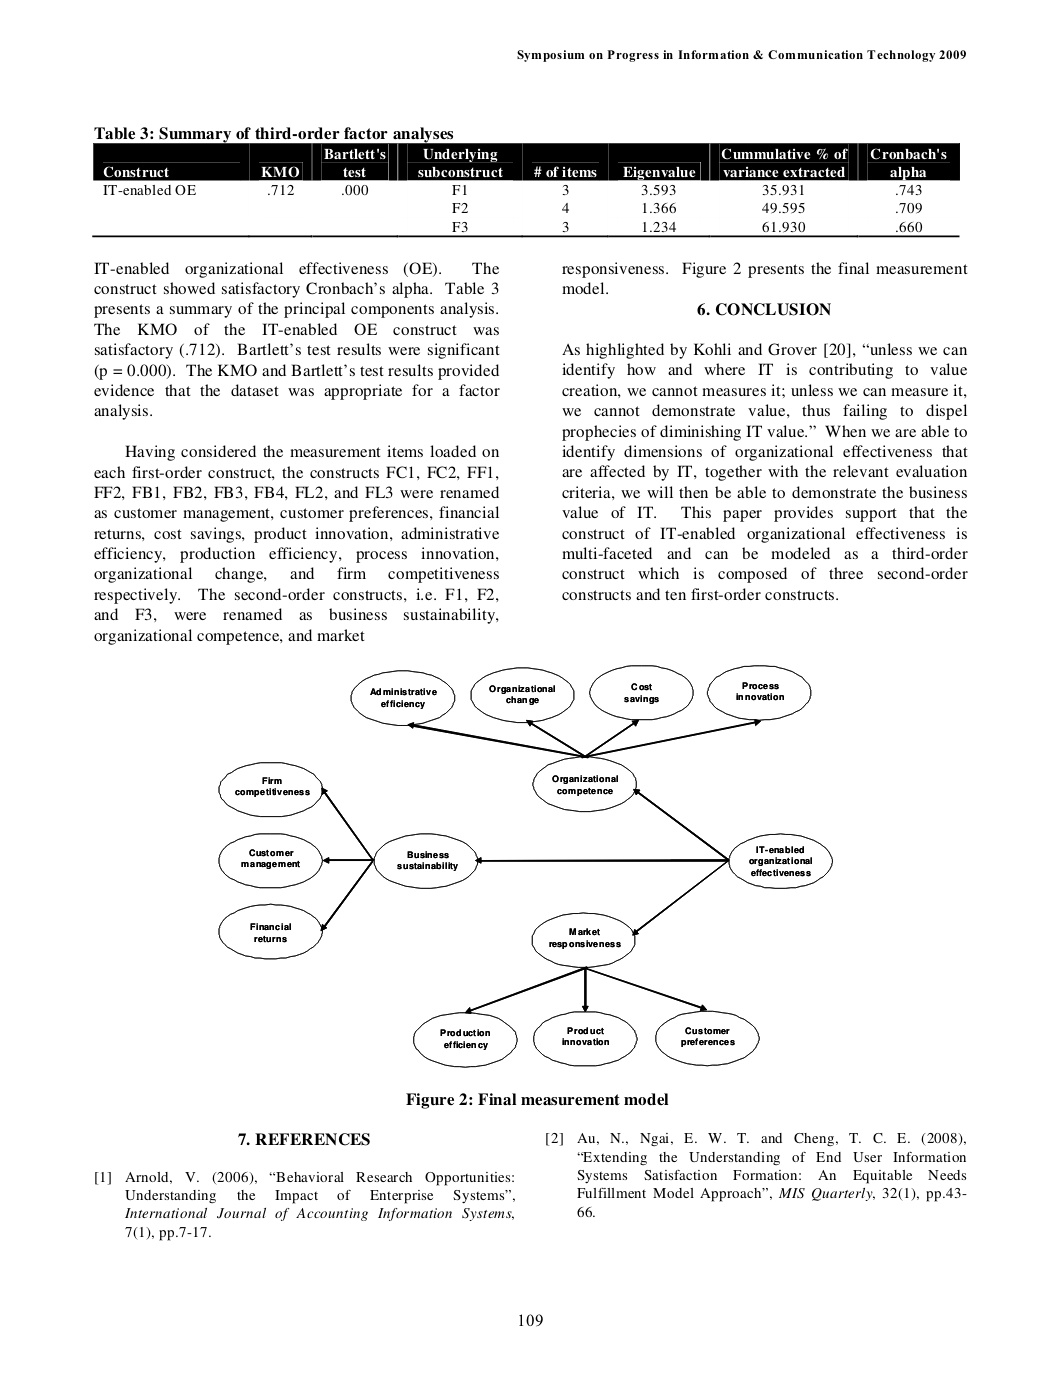 Symposium on Progress in Information & Communication Technology 2009
Table 3: Summary of third-order factor analyses
Construct KMO Bartlett's test Underlying subconstruct # of items Eigenvalue Cummulative % of variance extracted Cronbach's alpha
IT-enabled OE .712 .000 F1 3 3.593 35.931 .743
F2 4 1.366 49.595 .709
F3 3 1.234 61.930 .660
IT-enabled organizational effectiveness (OE). The
construct showed satisfactory Cronbach's alpha. Table 3
presents a summary of the principal components analysis.
The KMO of the IT-enabled OE construct was
satisfactory (.712). Bartlett's test results were significant
(p = 0.000). The KMO and Bartlett's test results provided
evidence that the dataset was appropriate for a factor
analysis.
Having considered the measurement items loaded on
each first-order construct, the constructs FC1, FC2, FF1,
FF2, FB1, FB2, FB3, FB4, FL2, and FL3 were renamed
as customer management, customer preferences, financial
returns, cost savings, product innovation, administrative
efficiency, production efficiency, process innovation,
organizational change, and firm competitiveness
respectively. The second-order constructs, i.e. F1, F2,
and F3, were renamed as business sustainability,
organizational competence, and market
responsiveness. Figure 2 presents the final measurement
model.
6. CONCLUSION
As highlighted by Kohli and Grover [20], “unless we can
identify how and where IT is contributing to value
creation, we cannot measures it; unless we can measure it,
we cannot demonstrate value, thus failing to dispel
prophecies of diminishing IT value.” When we are able to
identify dimensions of organizational effectiveness that
are affected by IT, together with the relevant evaluation
criteria, we will then be able to demonstrate the business
value of IT. This paper provides support that the
construct of IT-enabled organizational effectiveness is
multi-faceted and can be modeled as a third-order
construct which is composed of three second-order
constructs and ten first-order constructs.
Administrative
efficiency
Organizational
change
Cost
savings
Process
innovation
Organizational
competence
Firm
competitiveness
Customer
management
Business
sustainability
IT-enabled
organizational
effectiveness
Financial
returns
Market
responsiveness
Production
efficiency
Product
innovation
Customer
preferences
Figure 2: Final measurement model
7. REFERENCES
[1] Arnold, V. (2006), “Behavioral Research Opportunities:
Understanding the Impact of Enterprise Systems”,
International Journal of Accounting Information Systems,
7(1), pp.7-17.
[2] Au, N., Ngai, E. W. T. and Cheng, T. C. E. (2008),
“Extending the Understanding of End User Information
Systems Satisfaction Formation: An Equitable Needs
Fulfillment Model Approach”, MIS Quarterly, 32(1), pp.43-
66.
109